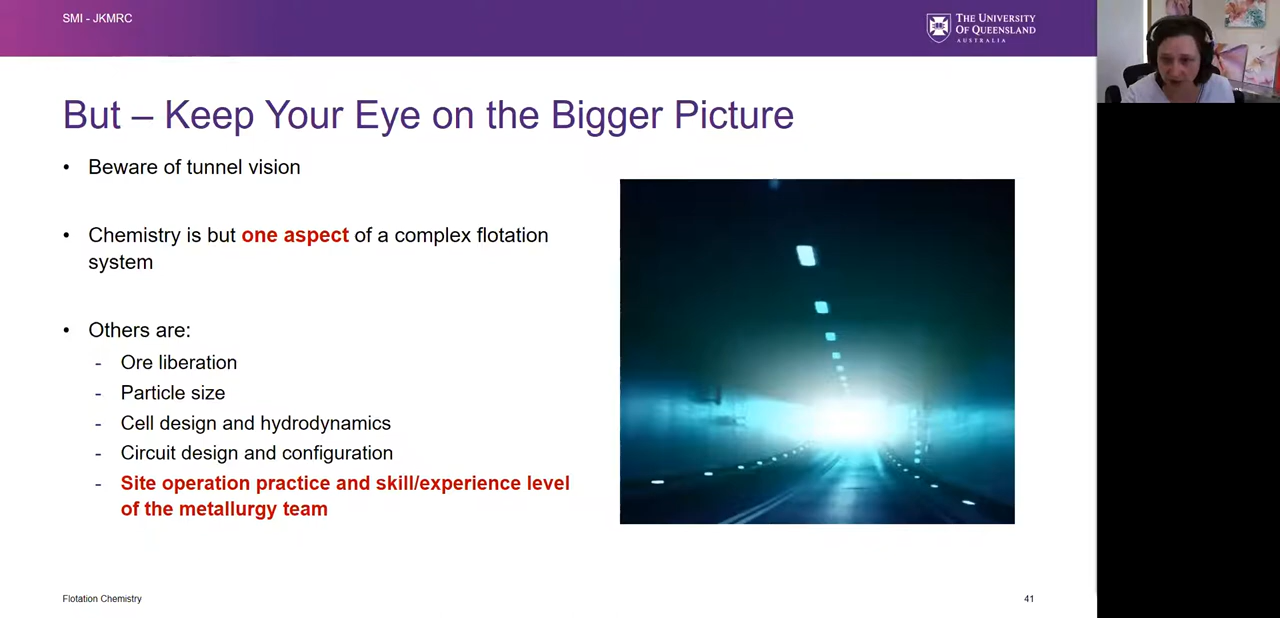 SMI - JKMRC
THE UNIVERSITY
OF QUEENSLAND
AUSTRALIA
But – Keep Your Eye on the Bigger Picture
• Beware of tunnel vision
• Chemistry is but one aspect of a complex flotation
system
• Others are:
- Ore liberation
- Particle size
- Cell design and hydrodynamics
- Circuit design and configuration
- Site operation practice and skill/experience level
of the metallurgy team
Flotation Chemistry
41